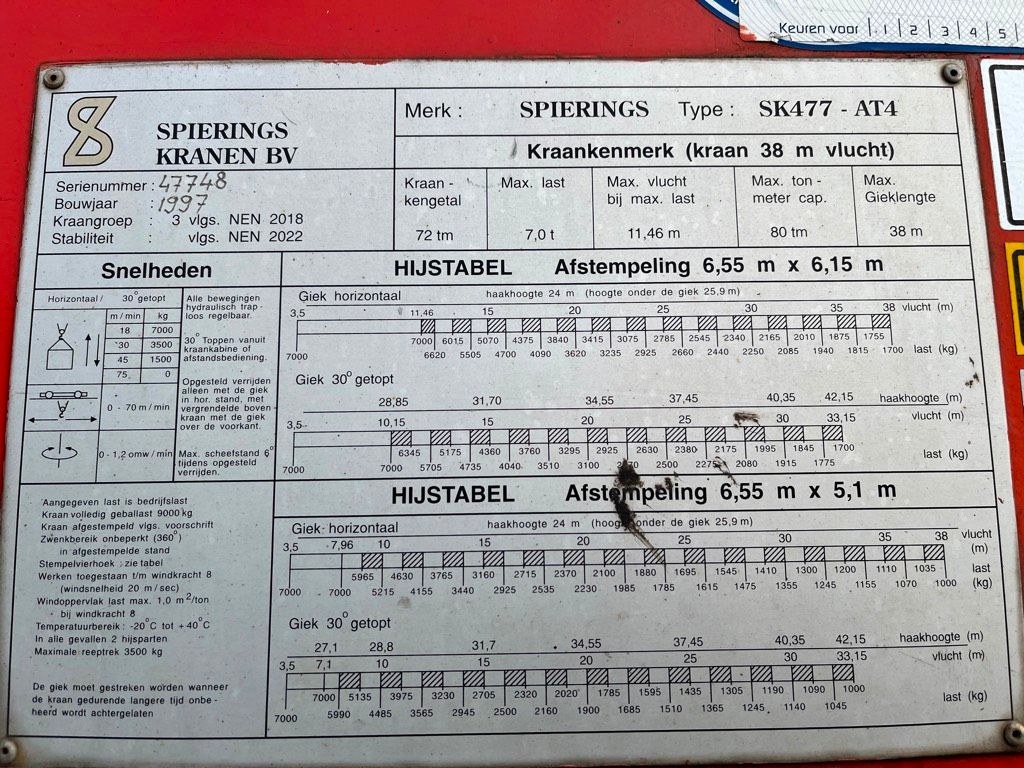 Keuren voor 1 2 3 4 5
SPIERINGS
KRANEN BV
Merk : SPIERINGS Type : SK477 - AT4
Kraankenmerk (kraan 38 m vlucht)
Serienummer : 47748
Bouwjaar : 1997
Kraangroep : 3 vlgs. NEN 2018
Stabiliteit : vlgs. NEN 2022
Kraan - kengetal
72 tm
Max. last
7,0 t
Max. vlucht bij max. last
11,46 m
Max. ton - meter cap.
80 tm
Max. Gieklengte
38 m
Snelheden
Horizontaal / 30° getopt
m / min kg
18 7000
30 3500
45 1500
75 0
0 - 70 m / min
0 - 1,2 omw / min
Alle bewegingen
hydraulisch trap-
loos regelbaar.
30° Toppen vanuit
kraankabine of
afstandsbediening.
Opgesteld verrijden
alleen met de giek
in hor. stand, met
vergrendelde boven-
kraan met de giek
over de voorkant.
Max. scheefstand 6°
tijdens opgesteld
verrijden.
HIJSTABEL Afstempeling 6,55 m x 6,15 m
Giek horizontaal haakhoogte 24 m (hoogte onder de giek 25,9 m)
3,5 11,46 15 20 25 30 35 38 vlucht (m)
7000 6015 5070 4375 3840 3415 3075 2785 2545 2340 2165 2010 1875 1755
7000 6620 5505 4700 4090 3620 3235 2925 2660 2440 2250 2085 1940 1815 1700 last (kg)
Giek 30° getopt
28,85 31,70 34,55 37,45 40,35 42,15 haakhoogte (m)
3,5 10,15 15 20 25 30 33,15 vlucht (m)
6345 5175 4360 3760 3295 2925 2630 2380 2175 1995 1845 1700
7000 7000 5705 4735 4040 3510 3100 2500 2275 2080 1915 1775 last (kg)
HIJSTABEL Afstempeling 6,55 m x 5,1 m
Giek horizontaal haakhoogte 24 m (hoogte onder de giek 25,9 m)
3,5 7,96 10 15 20 25 30 35 38 vlucht (m)
5965 4630 3765 3160 2715 2370 2100 1880 1695 1545 1410 1300 1200 1110 1035 last
7000 7000 5215 4155 3440 2925 2535 2230 1985 1785 1615 1475 1355 1245 1155 1070 1000 (kg)
Giek 30° getopt
27,1 28,8 31,7 34,55 37,45 40,35 42,15 haakhoogte (m)
3,5 7,1 10 15 20 25 30 33,15 vlucht (m)
7000 5135 3975 3230 2705 2320 2020 1785 1595 1435 1305 1190 1090 1000
7000 5990 4485 3565 2945 2500 2160 1900 1685 1510 1365 1245 1140 1045 last (kg)
Aangegeven last is bedrijfslast
Kraan volledig geballast 9000 kg
Kraan afgestempeld vlgs. voorschrift
Zwenkbereik onbeperkt (360°)
in afgestempelde stand
Stempelvierhoek : zie tabel
Werken toegestaan t/m windkracht 8
(windsnelheid 20 m / sec)
Windoppervlak last max. 1,0 m²/ton
bij windkracht 8
Temperatuurbereik : -20°C tot +40°C
In alle gevallen 2 hijsparten
Maximale reeptrek 3500 kg
De giek moet gestreken worden wanneer
de kraan gedurende langere tijd onbe -
heerd wordt achtergelaten